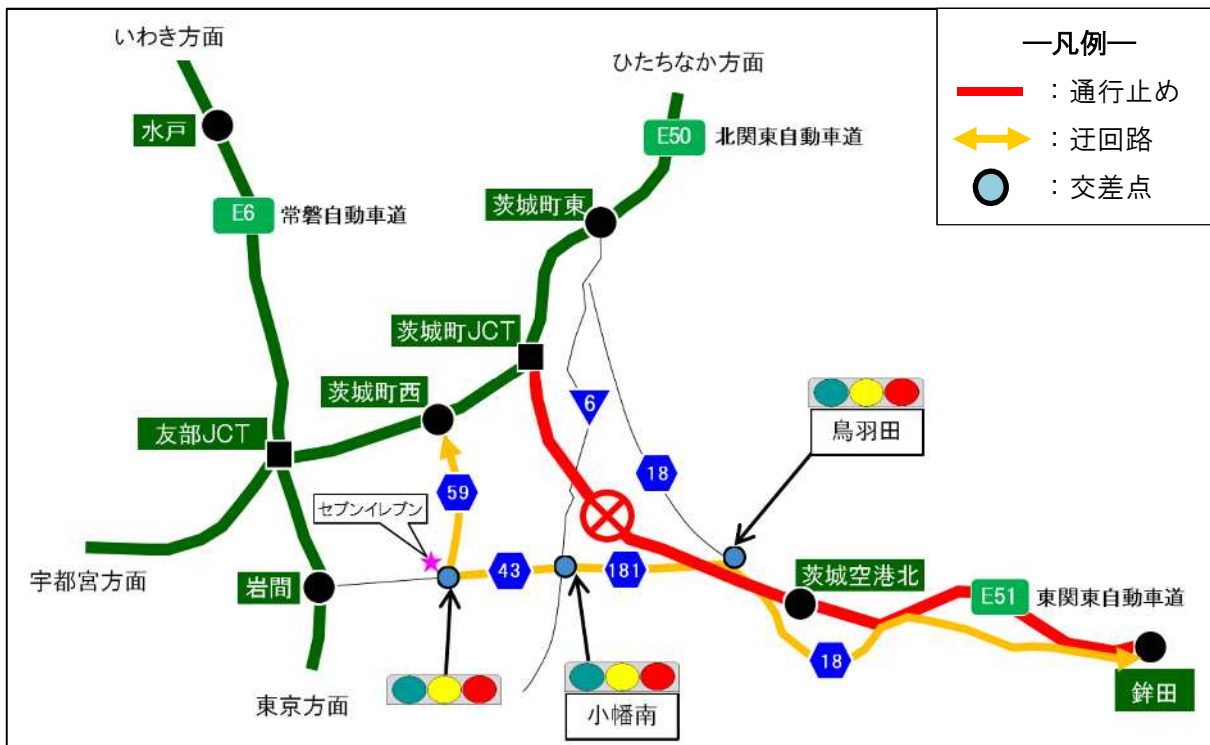 いわき方面
ひたちなか方面
―凡例―
：通行止め
：迂回路
：交差点
水戸
E50
北関東自動車道
茨城町東
E6
常磐自動車道
茨城町JCT
茨城町西
6
鳥羽田
友部JCT
18
59
セブンイレブン
宇都宮方面
岩間
43
181
茨城空港北
E51
東関東自動車道
18
東京方面
小幡南
鉾田